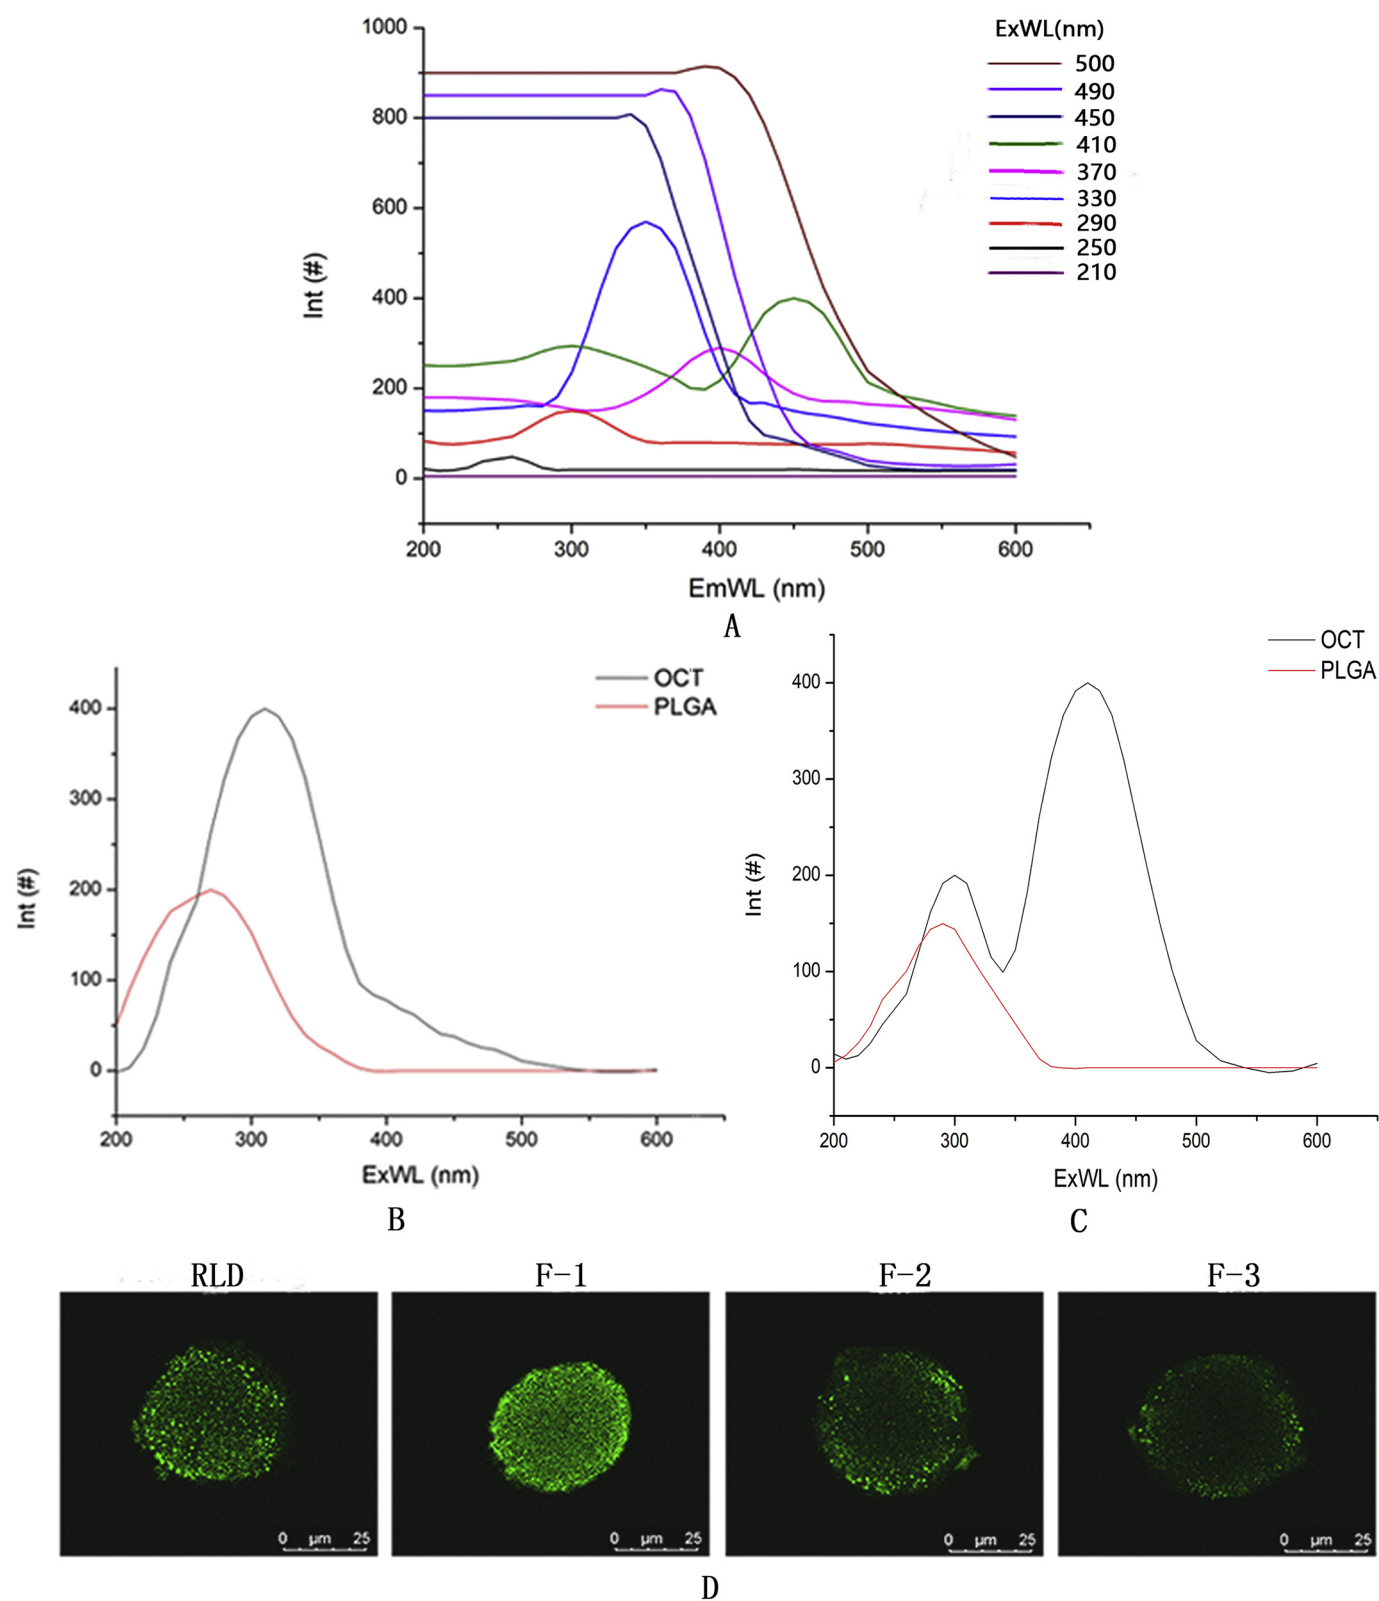 ExWL(nm)
500
490
450
410
370
330
290
250
210
1000
800
600
400
200
0
Int (#)
200 300 400 500 600
EmWL (nm)
A
OCT
PLGA
400
300
200
100
0
Int (#)
200 300 400 500 600
ExWL (nm)
B
OCT
PLGA
400
300
200
100
0
Int (#)
200 300 400 500 600
ExWL (nm)
C
RLD F-1 F-2 F-3
0 µm 25 0 µm 25 0 µm 25 0 µm 25
D